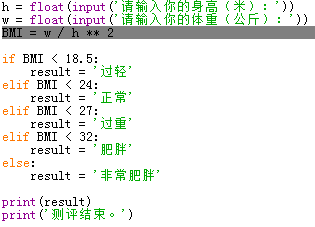 h = float(input('请输入你的身高（米）：'))
w = float(input('请输入你的体重（公斤）：'))
BMI = w / h ** 2
if BMI < 18.5:
    result = '过轻'
elif BMI < 24:
    result = '正常'
elif BMI < 27:
    result = '过重'
elif BMI < 32:
    result = '肥胖'
else:
    result = '非常肥胖'
print(result)
print('测评结束。')